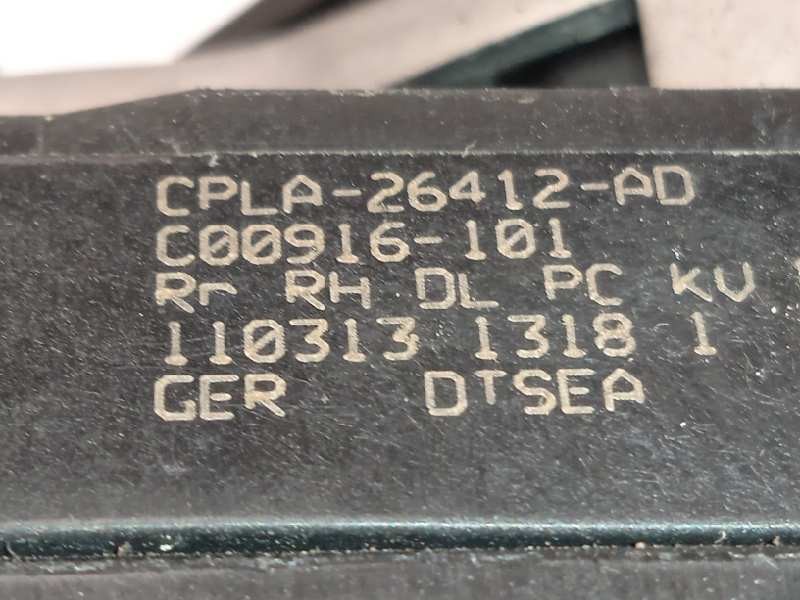 CPLA-26412-AD
C00916-101
Rr RH DL PC KV
110313 1318 1
GER DTSEA